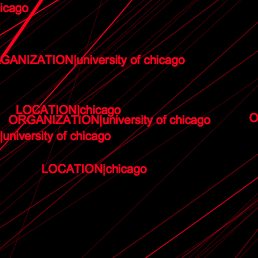 icago
GANIZATION|university of chicago
LOCATION|chicago
ORGANIZATION|university of chicago
O
|university of chicago
LOCATION|chicago